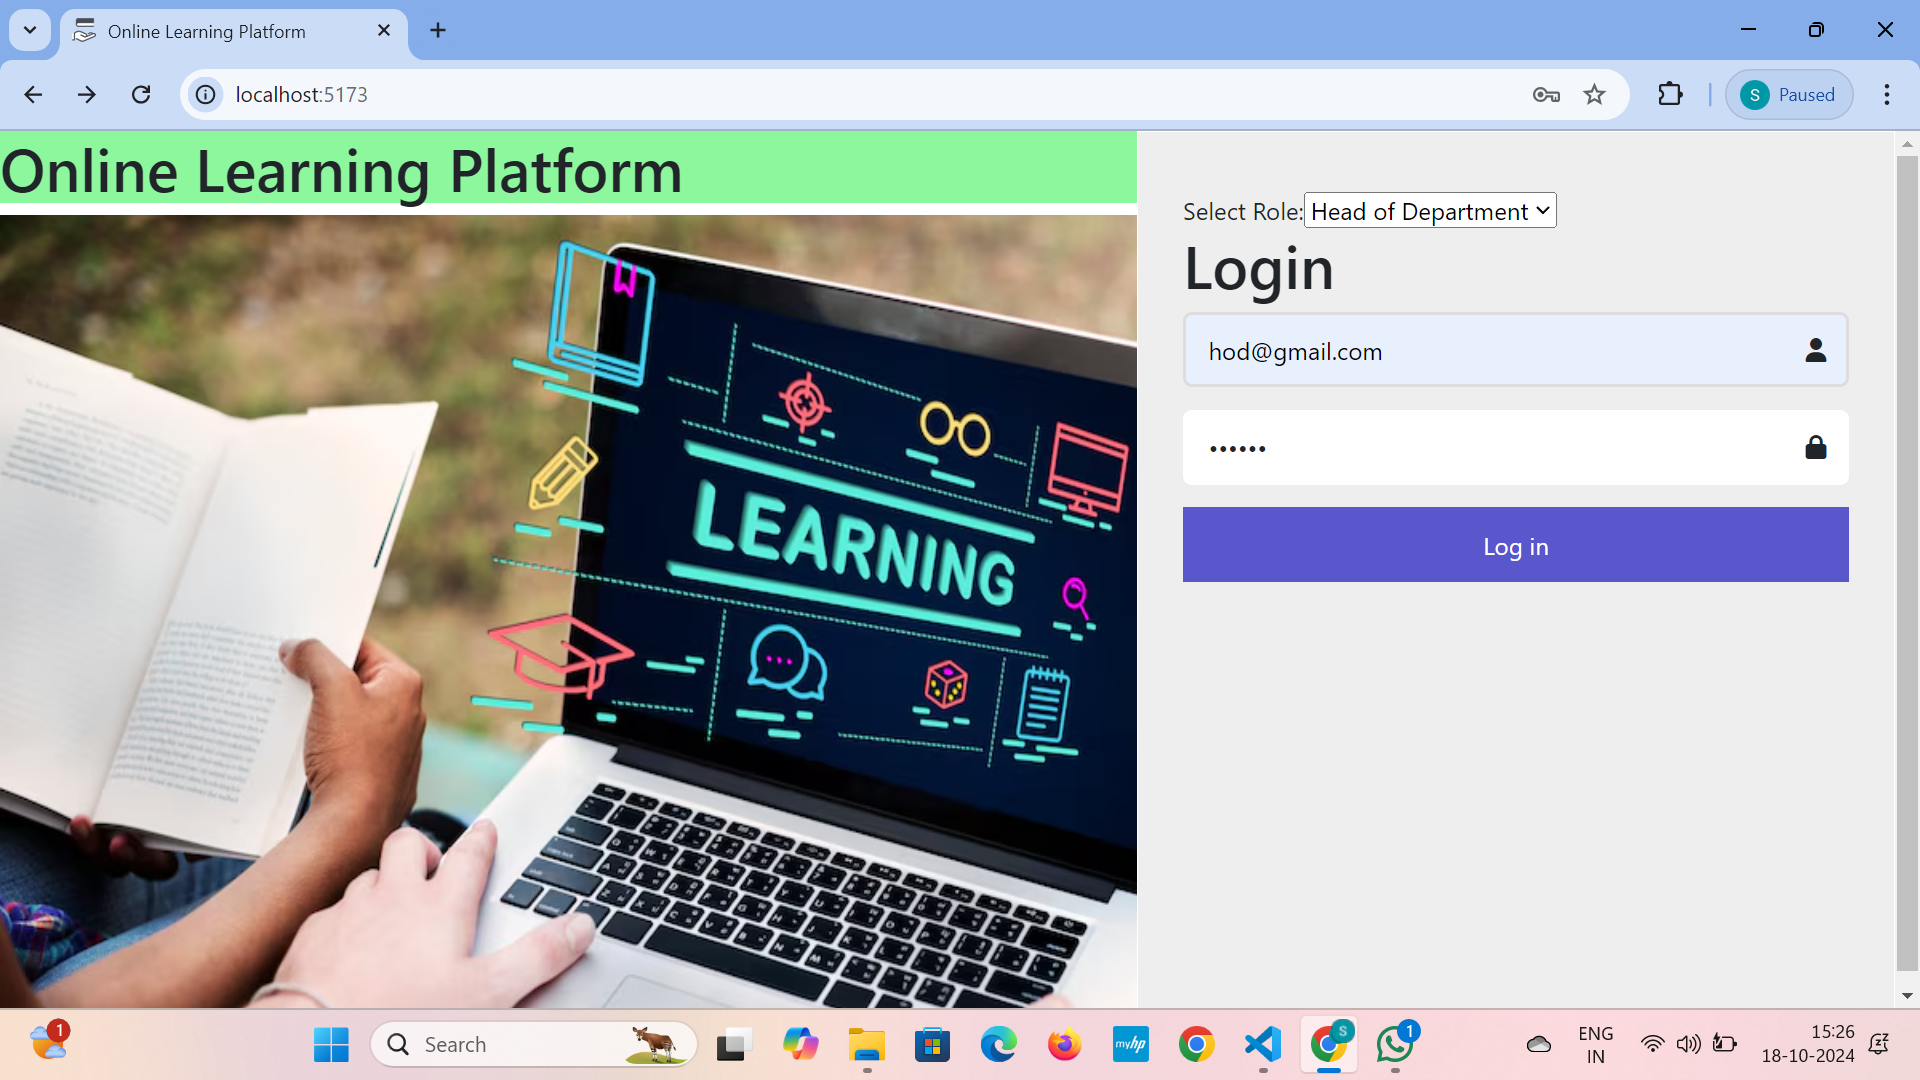 Online Learning Platform
localhost:5173
S Paused
Online Learning Platform
Select Role: Head of Department
Login
hod@gmail.com
••••••
Log in
LEARNING
1
Search
myhp
S
1
ENG
IN
15:26
18-10-2024